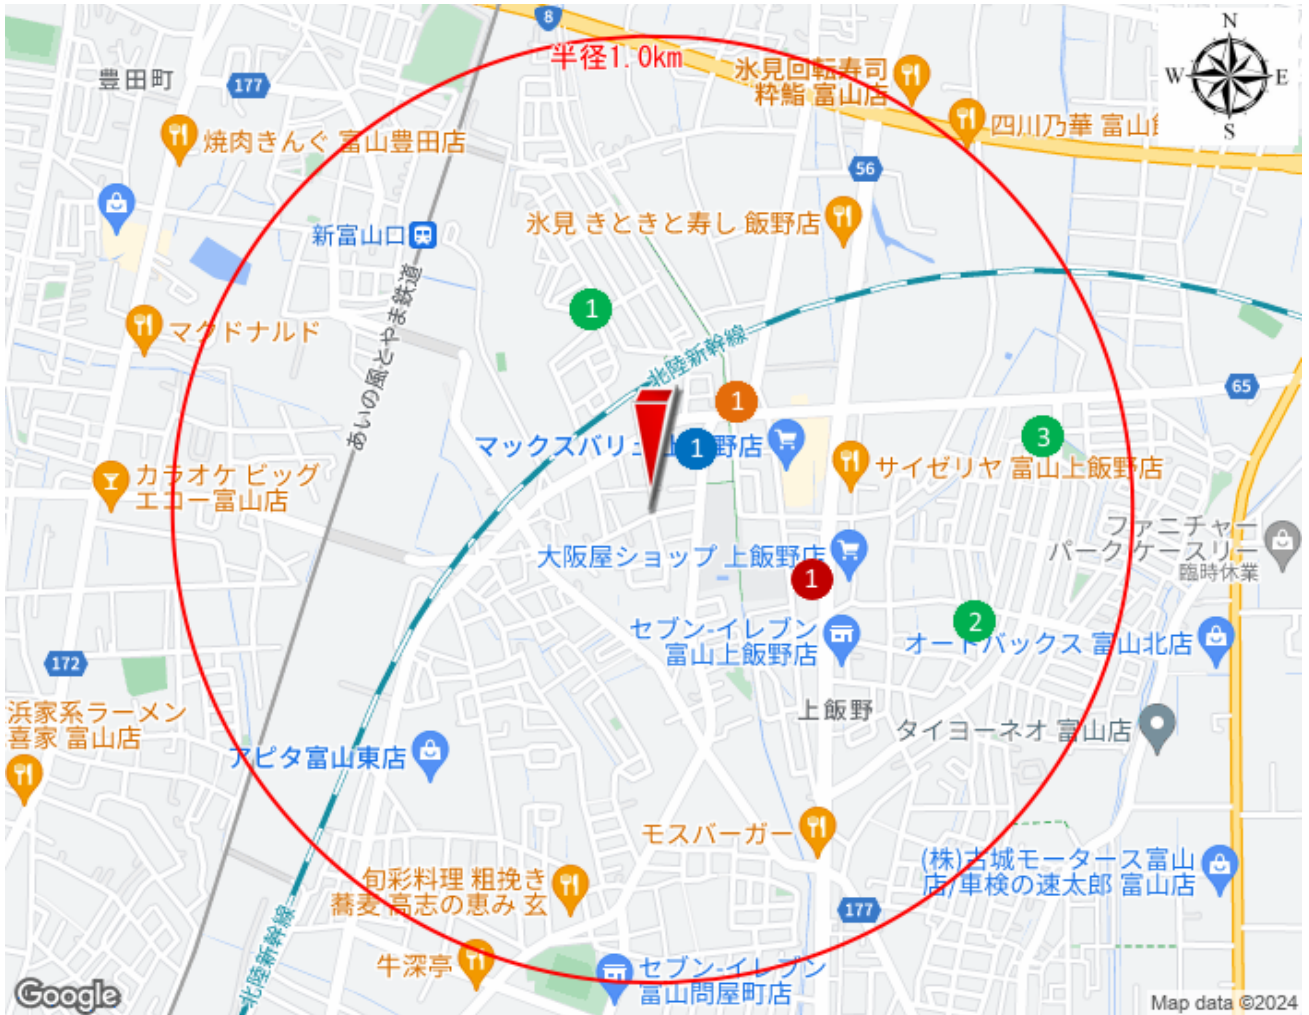 8
半径1.0km
N
W
E
S
豊田町
177
氷見回転寿司
粋鮨 富山店
四川乃華 富山
焼肉きんぐ 富山豊田店
56
新富山口
氷見 きときと寿し 飯野店
1
マクドナルド
あいの風とやま鉄道
北陸新幹線
65
1
マックスバリュ
野店
1
3
カラオケ ビッグ
エコー富山店
サイゼリヤ 富山上飯野店
ファニチャー
パーク ケースリー
臨時休業
大阪屋ショップ 上飯野店
1
セブン-イレブン
富山上飯野店
2
オートバックス 富山北店
172
浜家系ラーメン
喜家 富山店
上飯野
タイヨーネオ 富山店
アピタ富山東店
モスバーガー
(株)古城モータース富山
店/車検の速太郎 富山店
旬彩料理 粗挽き
蕎麦 高志の恵み 玄
177
北陸新幹線
牛深亭
セブン-イレブン
富山問屋町店
Google
Map data ©2024